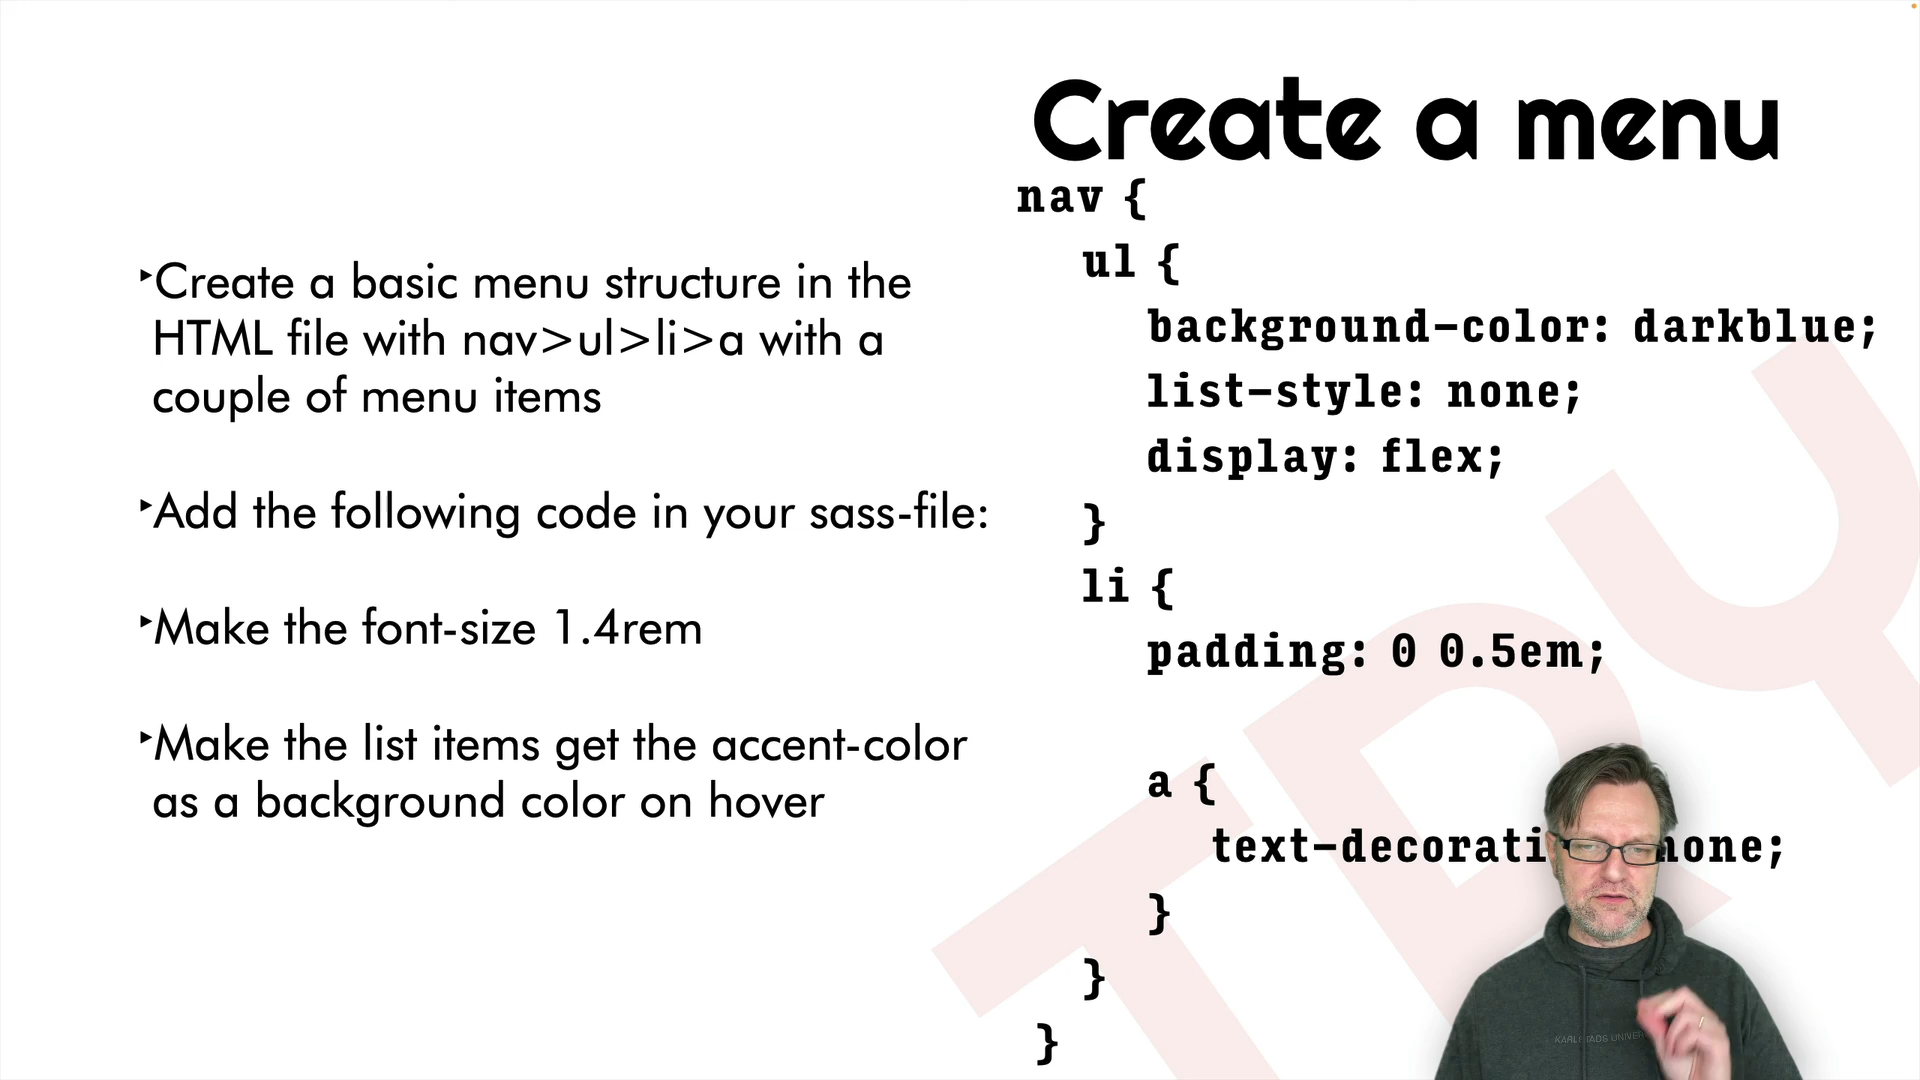 Create a menu
‣Create a basic menu structure in the
HTML file with nav>ul>li>a with a
couple of menu items
‣Add the following code in your sass-file:
‣Make the font-size 1.4rem
‣Make the list items get the accent-color
as a background color on hover
nav {
ul {
background-color: darkblue;
list-style: none;
display: flex;
}
li {
padding: 0 0.5em;
a {
none;
}
}
}
TRY